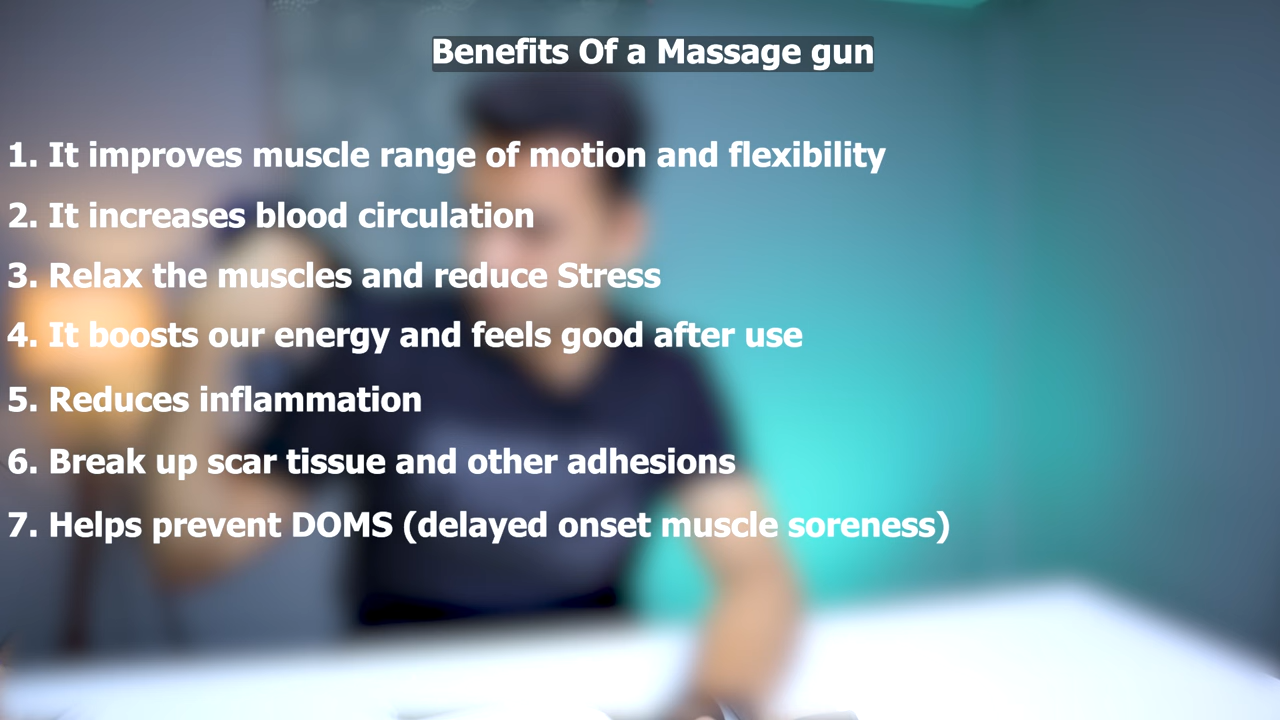 Benefits Of a Massage gun
1. It improves muscle range of motion and flexibility
2. It increases blood circulation
3. Relax the muscles and reduce Stress
4. It boosts our energy and feels good after use
5. Reduces inflammation
6. Break up scar tissue and other adhesions
7. Helps prevent DOMS (delayed onset muscle soreness)